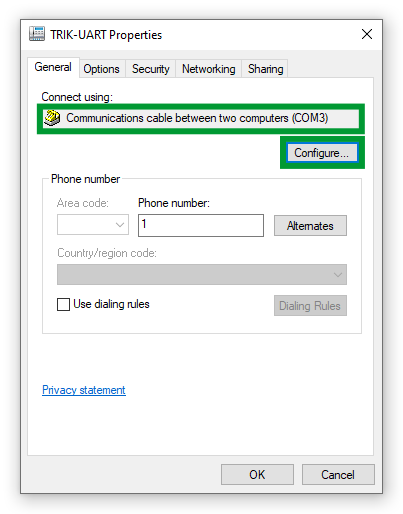 TRIK-UART Properties
General Options Security Networking Sharing
Connect using:
Communications cable between two computers (COM3)
Configure...
Phone number
Area code: Phone number:
1 Alternates
Country/region code:
Use dialing rules Dialing Rules
Privacy statement
OK Cancel